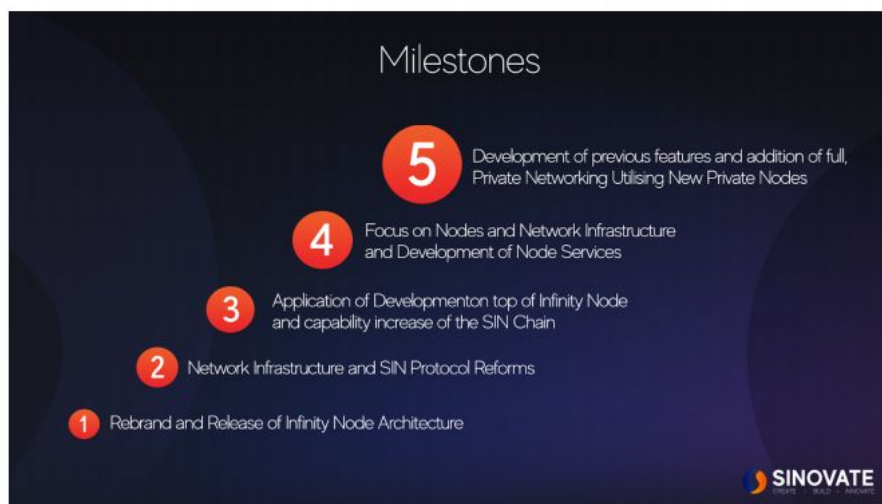 Milestones
5
Development of previous features and addition of full,
Private Networking Utilising New Private Nodes
4
Focus on Nodes and Network Infrastructure
and Development of Node Services
3
Application of Developmenton top of Infinity Node
and capability increase of the SIN Chain
2
Network Infrastructure and SIN Protocol Reforms
1
Rebrand and Release of Infinity Node Architecture
SINOVATE
CREATE - BUILD - INNOVATE